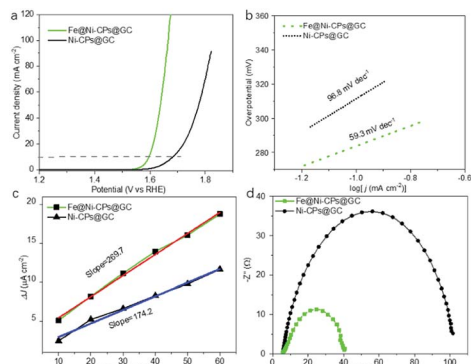 a
Fe@Ni-CPs@GC
Ni-CPs@GC
Current density (mA cm⁻²)
120
100
80
60
40
20
0
1.2
1.4
1.6
1.8
Potential (V vs RHE)
b
Fe@Ni-CPs@GC
Ni-CPs@GC
Overpotential (mV)
360
340
320
300
280
96.8 mV dec⁻¹
59.3 mV dec⁻¹
-1.2
-1.0
-0.8
-0.6
log[j (mA cm⁻²)]
c
Fe@Ni-CPs@GC
Ni-CPs@GC
ΔJ (μA cm⁻²)
20
15
10
5
Slope=269.7
Slope=174.2
10
20
30
40
50
60
d
Fe@Ni-CPs@GC
Ni-CPs@GC
-Z" (Ω)
40
30
20
10
0
0
20
40
60
80
100